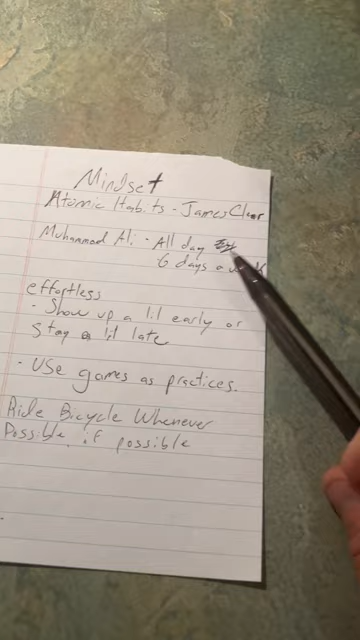 Mindset
Atomic Habits - James Clear
Muhammad Ali - All day
6 days a
effortless
- Show up a lil early or
Stay a lil late
- Use games as practices.
Ride Bicycle Whenever
Possible, if possible